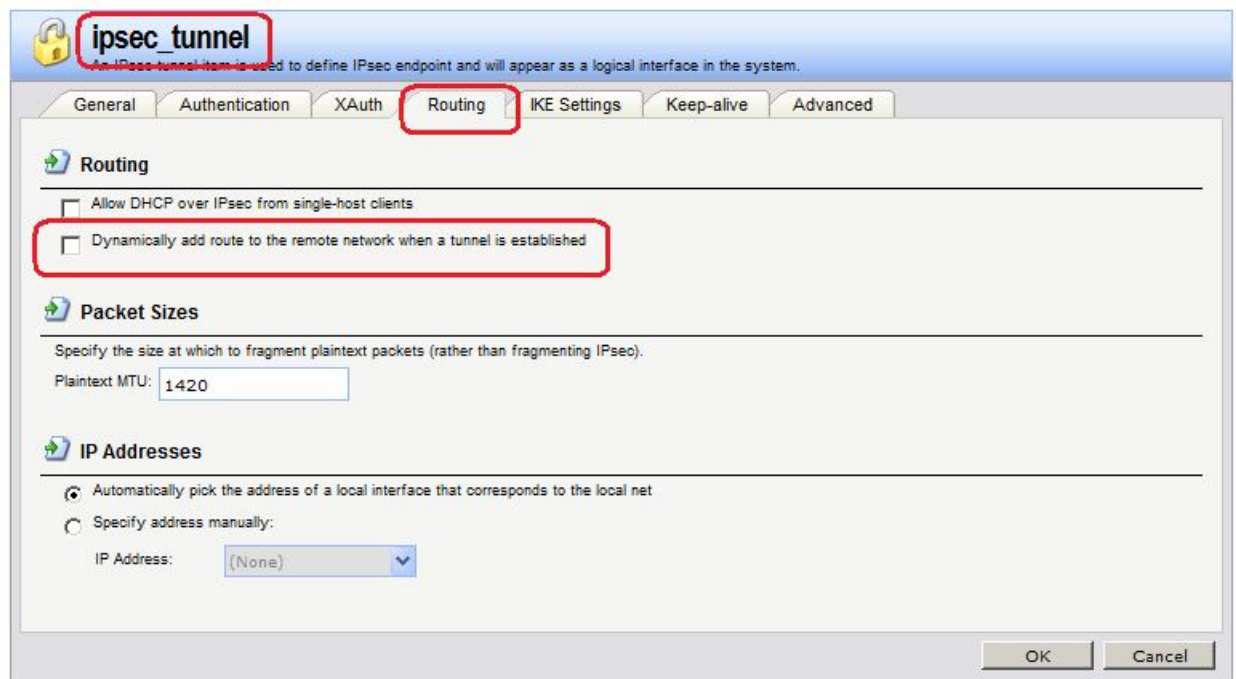 ipsec_tunnel
An IPsec tunnel item is used to define IPsec endpoint and will appear as a logical interface in the system.
General Authentication XAuth Routing IKE Settings Keep-alive Advanced
Routing
Allow DHCP over IPsec from single-host clients
Dynamically add route to the remote network when a tunnel is established
Packet Sizes
Specify the size at which to fragment plaintext packets (rather than fragmenting IPsec).
Plaintext MTU: 1420
IP Addresses
Automatically pick the address of a local interface that corresponds to the local net
Specify address manually:
IP Address: (None)
OK Cancel